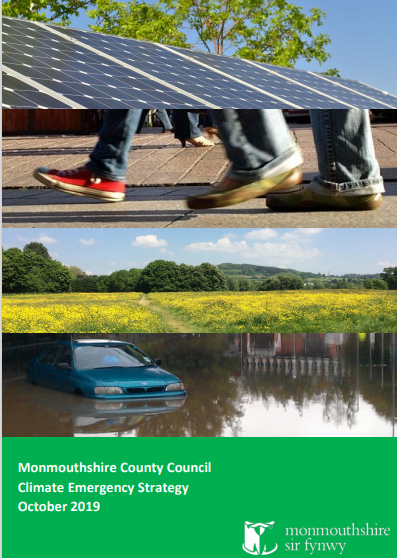 Monmouthshire County Council
Climate Emergency Strategy
October 2019
monmouthshire
sir fynwy